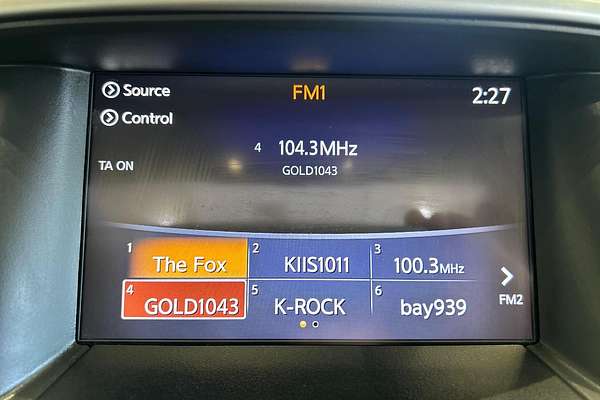 Source
FM1
2:27
Control
4 104.3MHz
TA ON
GOLD1043
1 The Fox
2 KIIS1011
3 100.3MHz
4 GOLD1043
5 K-ROCK
6 bay939
FM2